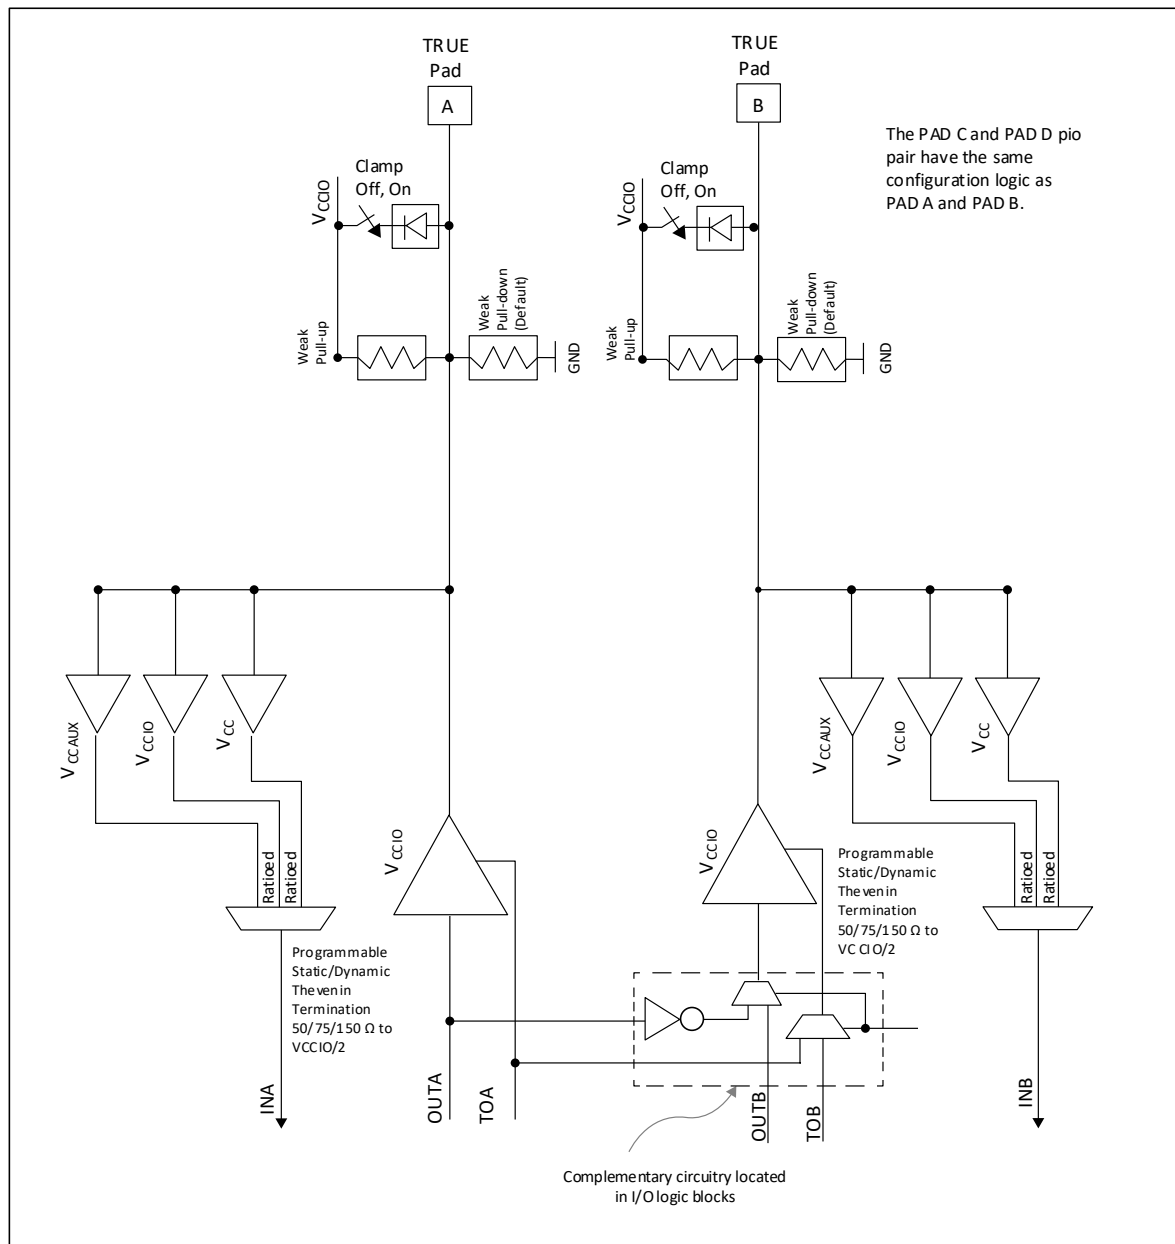 TRUE
Pad
A
TRUE
Pad
B
The PAD C and PAD D pio
pair have the same
configuration logic as
PAD A and PAD B.
VCCIO
Clamp
Off, On
VCCIO
Clamp
Off, On
Weak
Pull-up
Weak
Pull-down
(Default)
GND
Weak
Pull-up
Weak
Pull-down
(Default)
GND
VCCAUX
VCCIO
VCC
VCCAUX
VCCIO
VCC
VCCIO
VCCIO
Ratioed
Ratioed
Programmable
Static/Dynamic
Thevenin
Termination
50/75/150 Ω to
VCCIO/2
Ratioed
Ratioed
Programmable
Static/Dynamic
Thevenin
Termination
50/75/150 Ω to
VCCIO/2
INA
OUTA
TOA
OUTB
TOB
INB
Complementary circuitry located
in I/O logic blocks